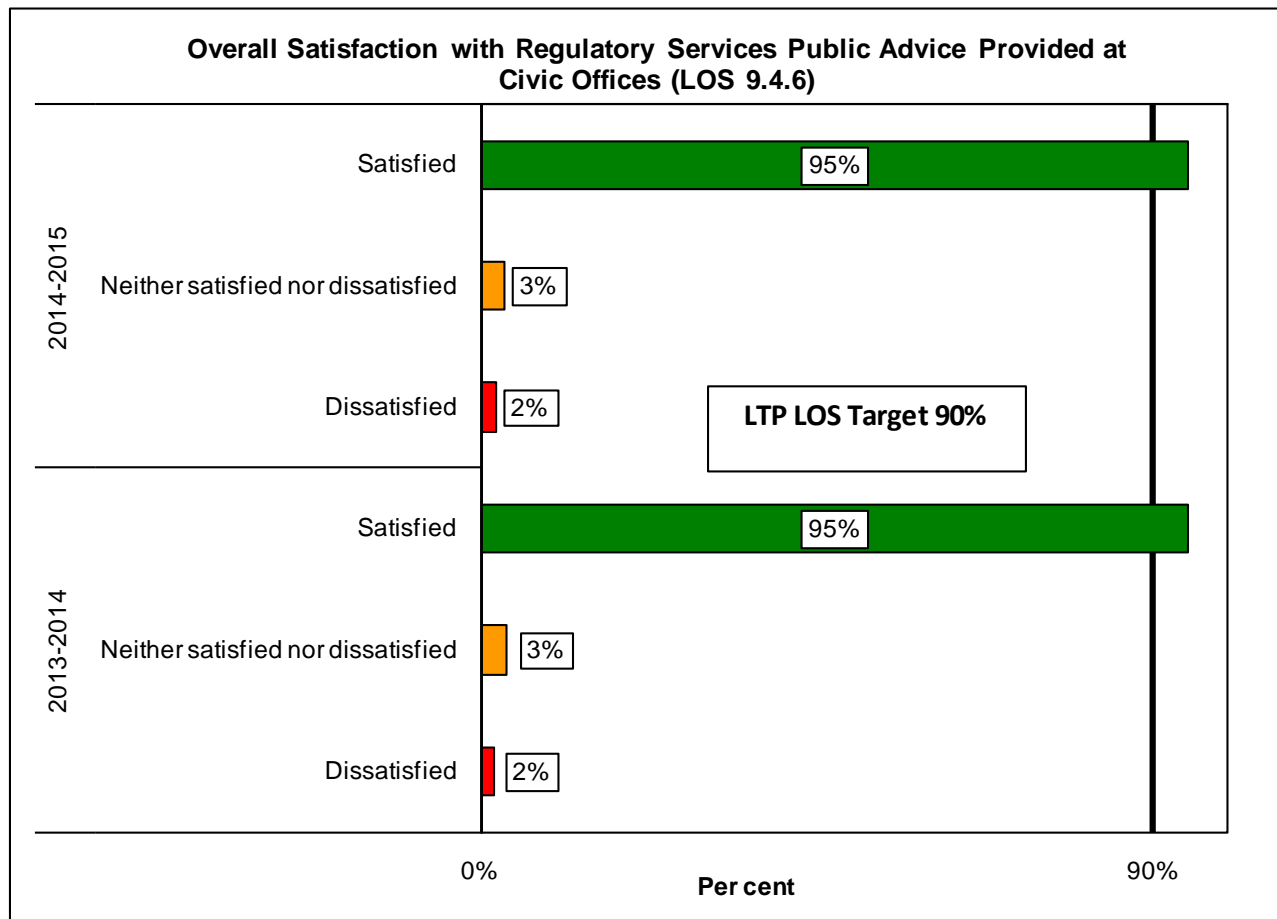 Overall Satisfaction with Regulatory Services Public Advice Provided at
Civic Offices (LOS 9.4.6)
2014-2015
Satisfied
95%
Neither satisfied nor dissatisfied
3%
Dissatisfied
2%
LTP LOS Target 90%
2013-2014
Satisfied
95%
Neither satisfied nor dissatisfied
3%
Dissatisfied
2%
0%
90%
Per cent